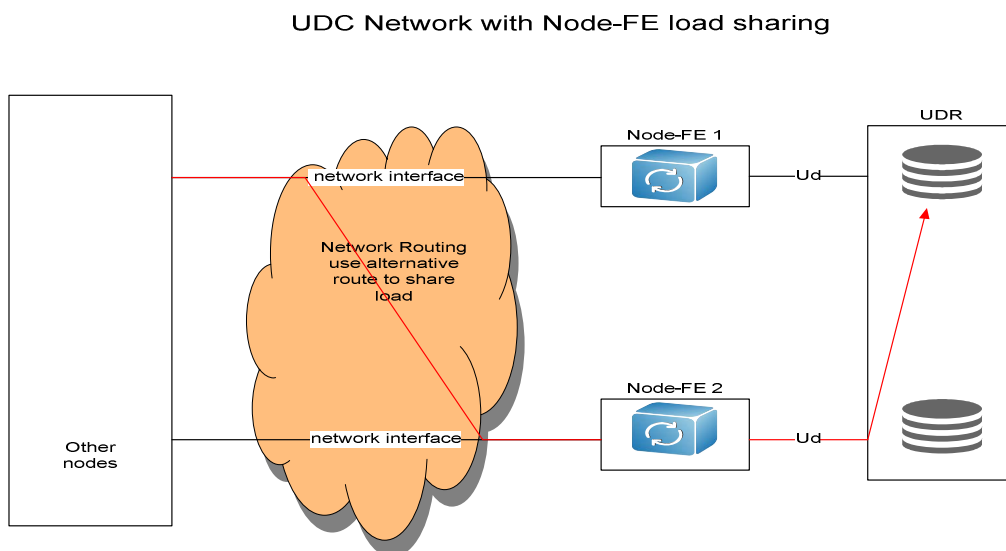 UDC Network with Node-FE load sharing
UDR
Node-FE 1
network interface
Ud
Network Routing
use alternative
route to share
load
Node-FE 2
network interface
Ud
Other
nodes